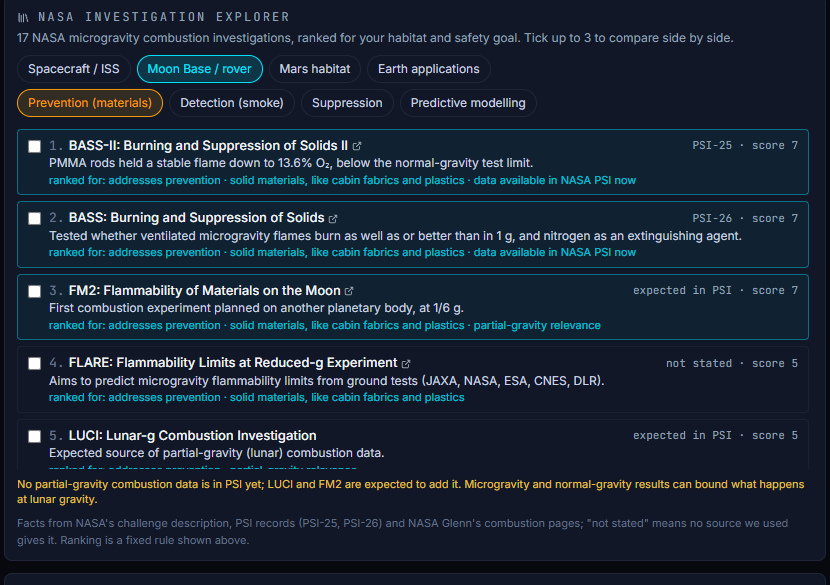 NASA INVESTIGATION EXPLORER
17 NASA microgravity combustion investigations, ranked for your habitat and safety goal. Tick up to 3 to compare side by side.
Spacecraft / ISS
Moon Base / rover
Mars habitat
Earth applications
Prevention (materials)
Detection (smoke)
Suppression
Predictive modelling
1. BASS-II: Burning and Suppression of Solids II
PSI-25 · score 7
PMMA rods held a stable flame down to 13.6% O₂, below the normal-gravity test limit.
ranked for: addresses prevention · solid materials, like cabin fabrics and plastics · data available in NASA PSI now
2. BASS: Burning and Suppression of Solids
PSI-26 · score 7
Tested whether ventilated microgravity flames burn as well as or better than in 1 g, and nitrogen as an extinguishing agent.
ranked for: addresses prevention · solid materials, like cabin fabrics and plastics · data available in NASA PSI now
3. FM2: Flammability of Materials on the Moon
expected in PSI · score 7
First combustion experiment planned on another planetary body, at 1/6 g.
ranked for: addresses prevention · solid materials, like cabin fabrics and plastics · partial-gravity relevance
4. FLARE: Flammability Limits at Reduced-g Experiment
not stated · score 5
Aims to predict microgravity flammability limits from ground tests (JAXA, NASA, ESA, CNES, DLR).
ranked for: addresses prevention · solid materials, like cabin fabrics and plastics
5. LUCI: Lunar-g Combustion Investigation
expected in PSI · score 5
Expected source of partial-gravity (lunar) combustion data.
ranked for: addresses prevention · partial-gravity relevance
No partial-gravity combustion data is in PSI yet; LUCI and FM2 are expected to add it. Microgravity and normal-gravity results can bound what happens
at lunar gravity.
Facts from NASA's challenge description, PSI records (PSI-25, PSI-26) and NASA Glenn's combustion pages; "not stated" means no source we used
gives it. Ranking is a fixed rule shown above.